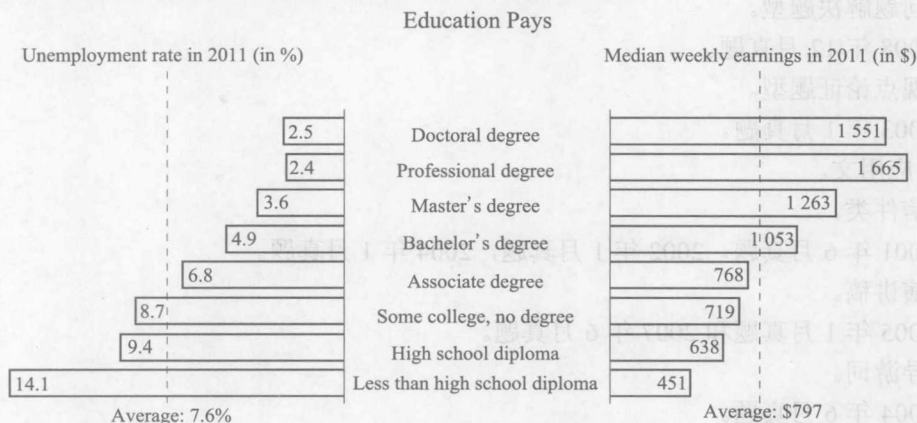 Education Pays
Unemployment rate in 2011 (in %) Median weekly earnings in 2011 (in $)
2.5 Doctoral degree 1 551
2.4 Professional degree 1 665
3.6 Master's degree 1 263
4.9 Bachelor's degree 1 053
6.8 Associate degree 768
8.7 Some college, no degree 719
9.4 High school diploma 638
14.1 Less than high school diploma 451
Average: 7.6% Average: $797